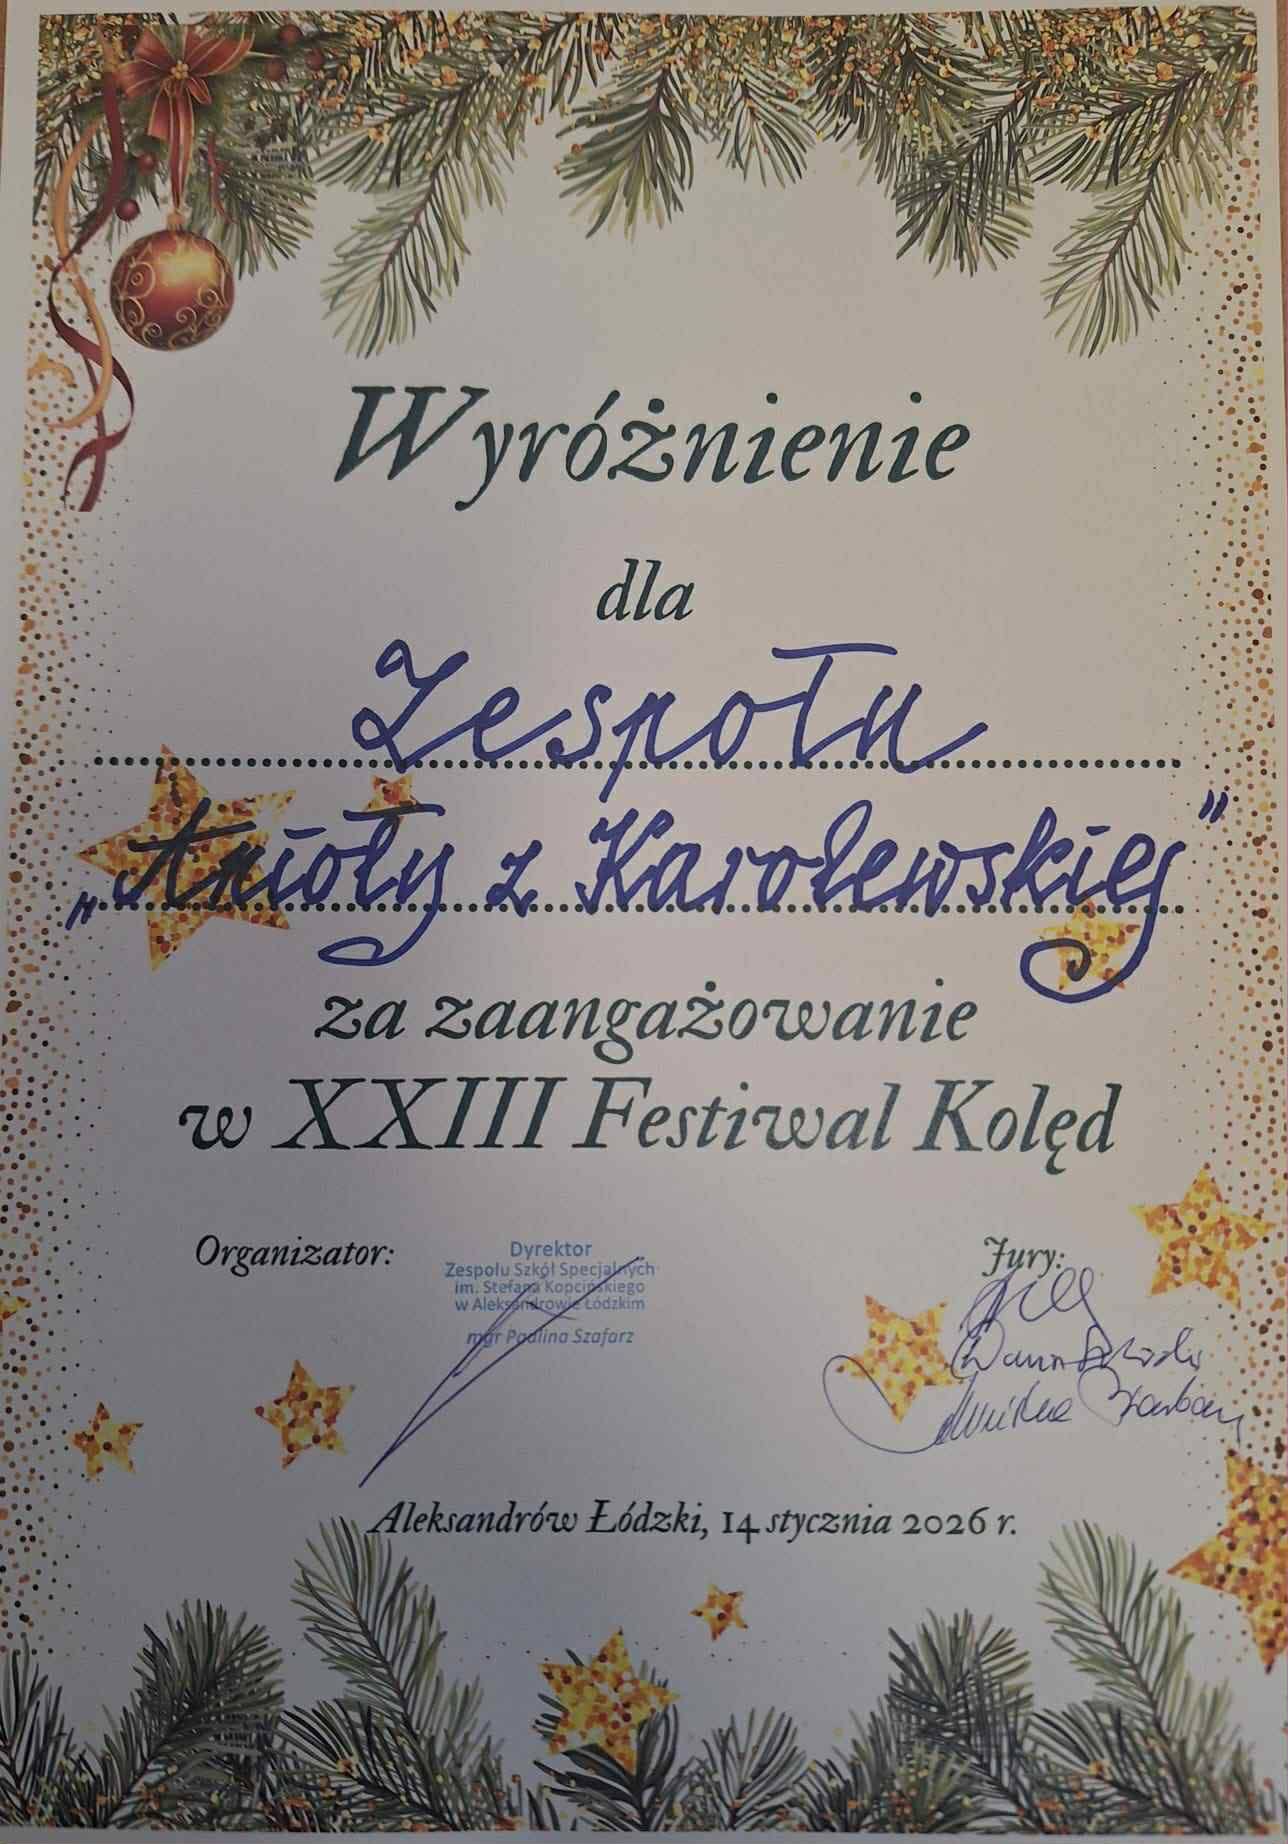 Wyróżnienie
dla
Zespołu
„Anioły z Karolewskiej"
za zaangażowanie
w XXIII Festiwal Kolęd
Organizator:
Dyrektor
Zespołu Szkół Specjalnych
im. Stefana Kopcińskiego
w Aleksandrowie Łódzkim
mgr Paulina Szafarz
Jury:
Aleksandrów Łódzki, 14 stycznia 2026 r.